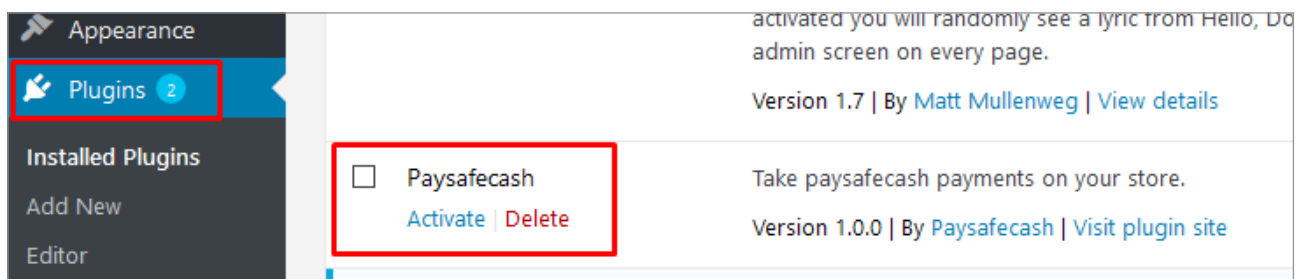 Appearance
Plugins 2
Installed Plugins
Add New
Editor
activated you will randomly see a lyric from Hello,
admin screen on every page.
Version 1.7 | By Matt Mullenweg | View details
Paysafecash
Activate | Delete
Take paysafecash payments on your store.
Version 1.0.0 | By Paysafecash | Visit plugin site